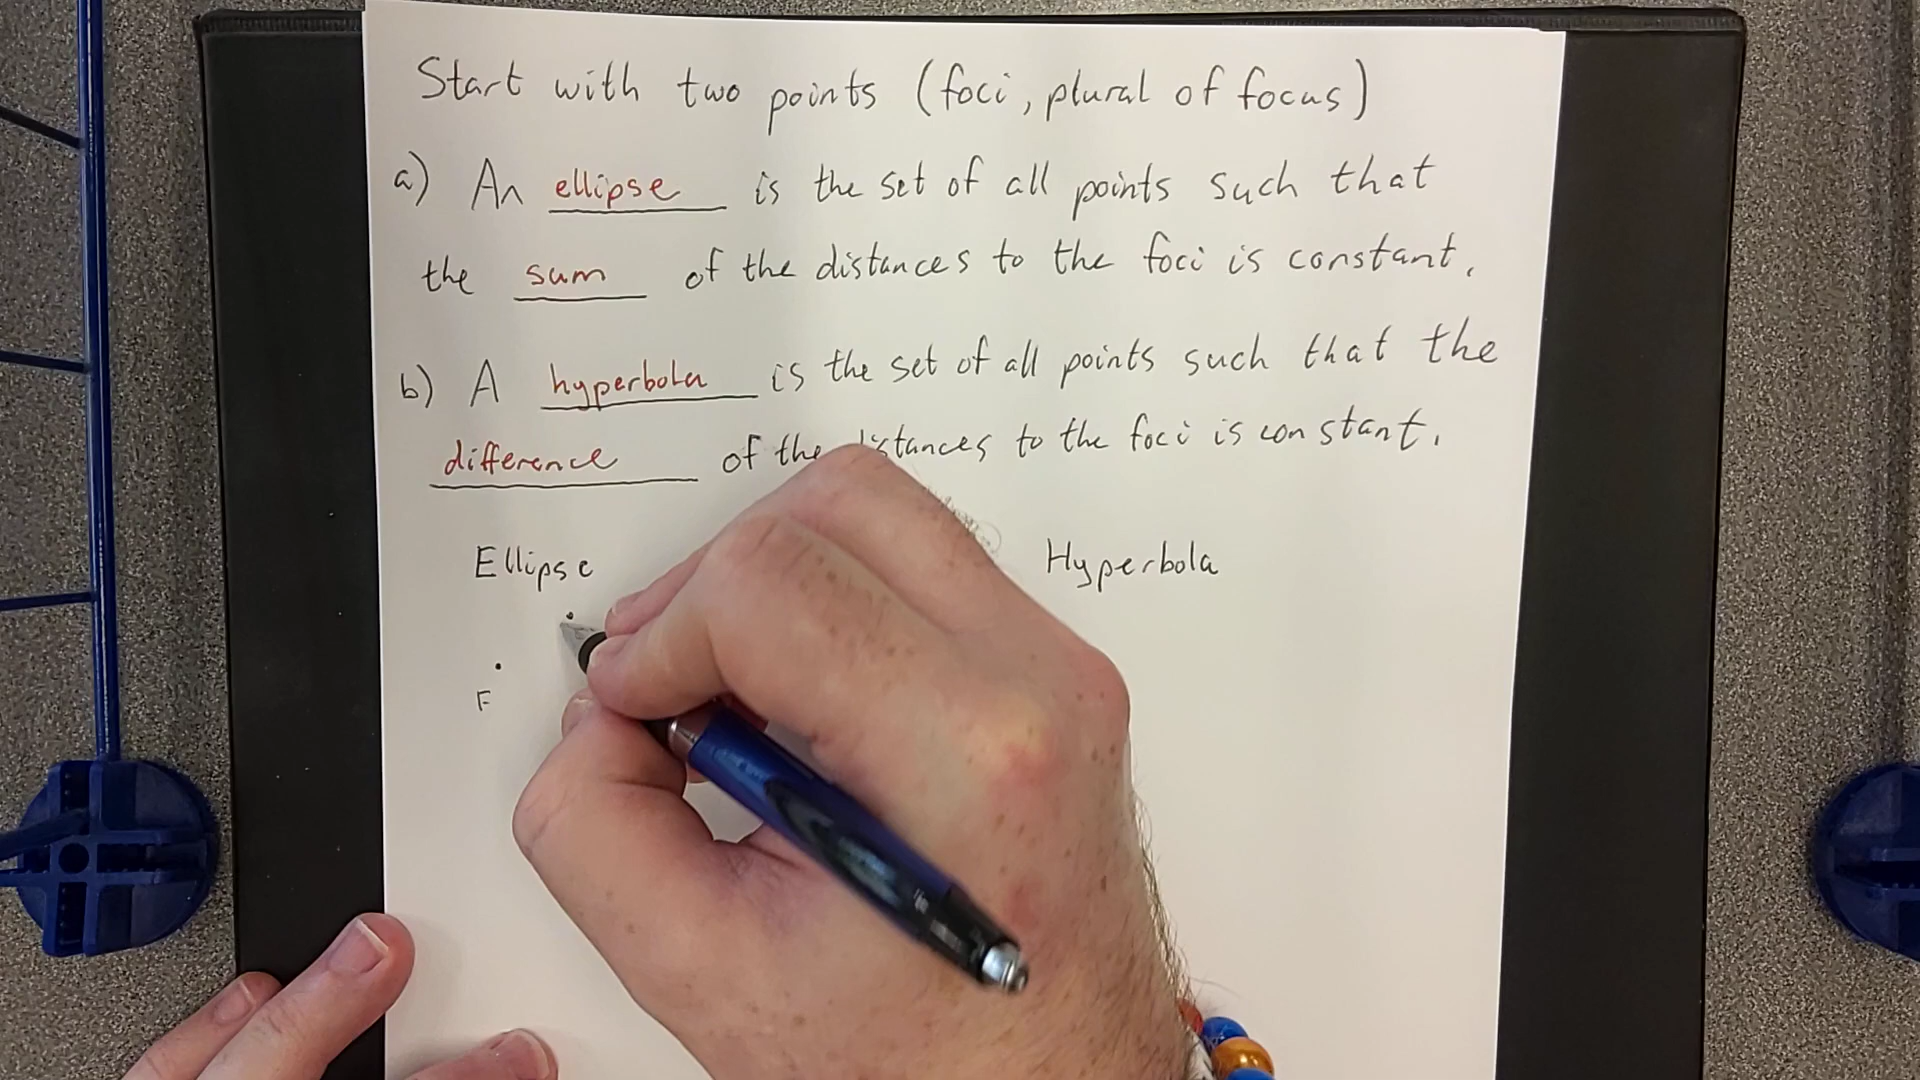 Start with two points (foci, plural of focus)
a) An ellipse is the set of all points such that
the sum of the distances to the foci is constant.
b) A hyperbola is the set of all points such that the
difference of the distances to the foci is constant.
Ellipse Hyperbola
F